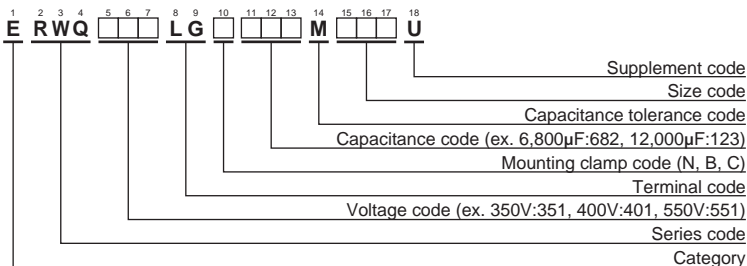 1 2 3 4 5 6 7 8 9 10 11 12 13 14 15 16 17 18
E RWQ □□□ LG □ □□□ M □□□ U
Supplement code
Size code
Capacitance tolerance code
Capacitance code (ex. 6,800µF:682, 12,000µF:123)
Mounting clamp code (N, B, C)
Terminal code
Voltage code (ex. 350V:351, 400V:401, 550V:551)
Series code
Category